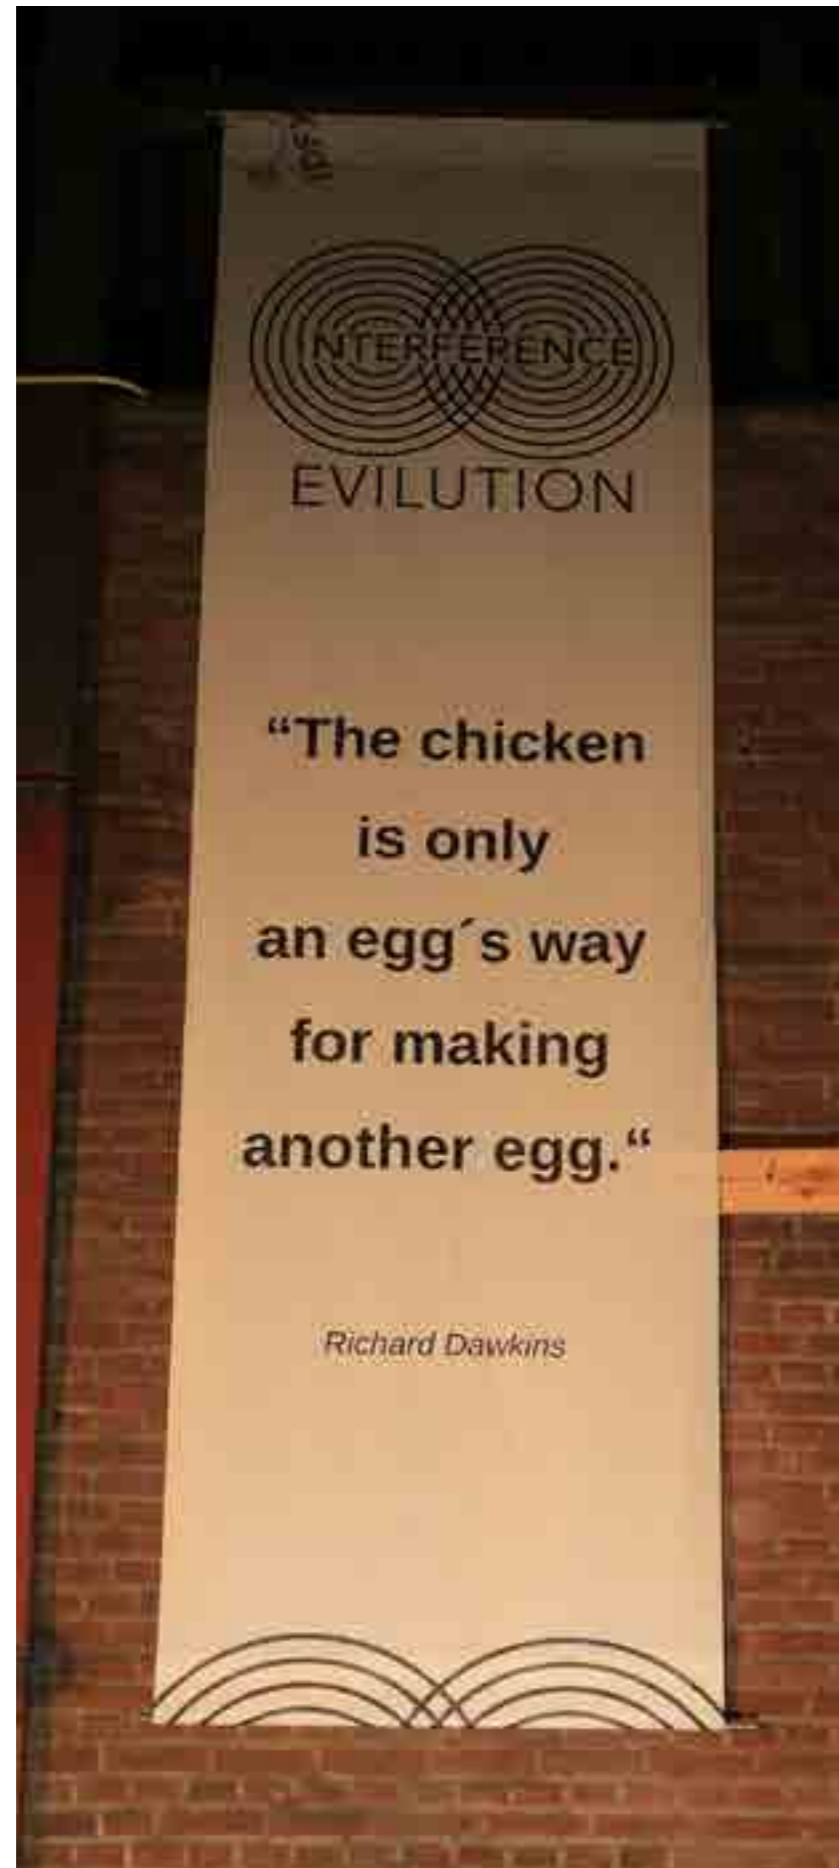 INTERFERENCE
EVILUTION
“The chicken
is only
an egg´s way
for making
another egg.“
Richard Dawkins